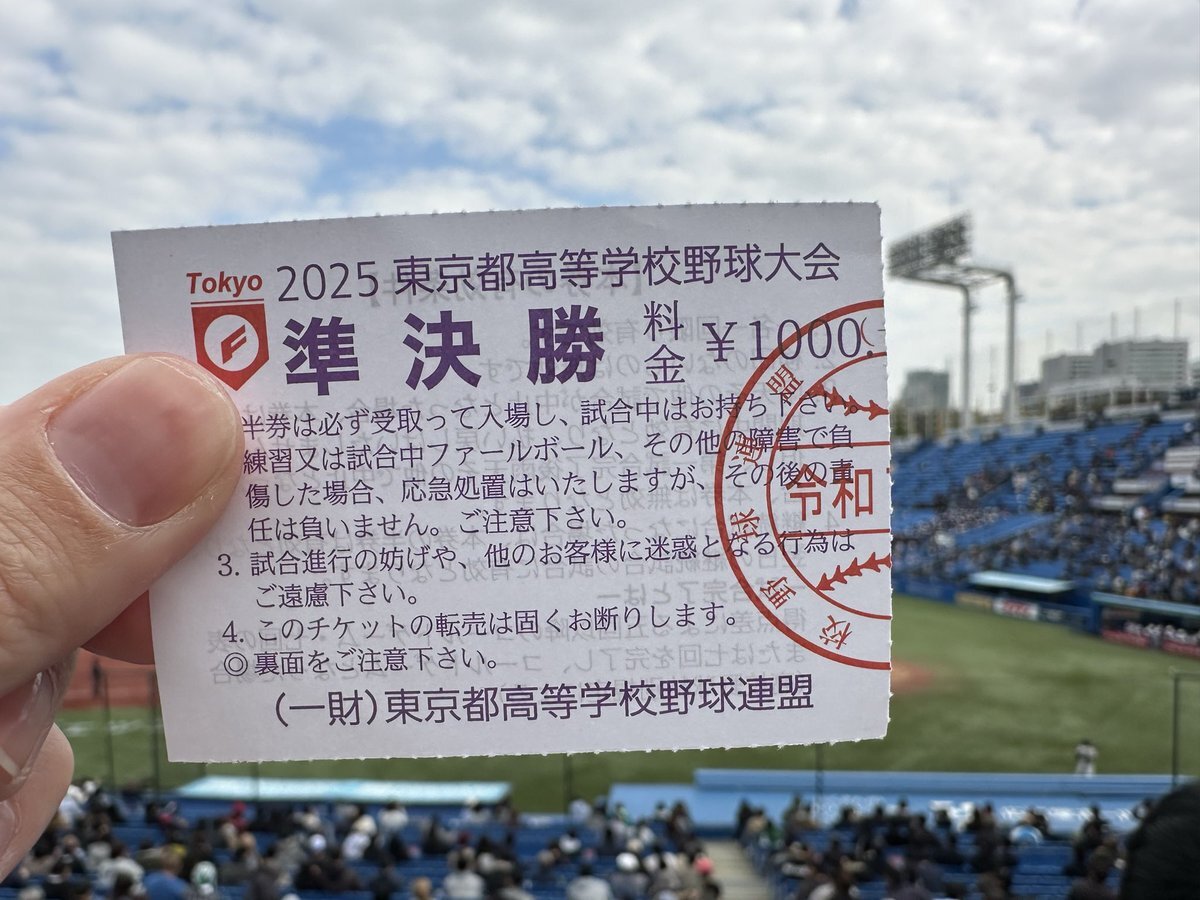 Tokyo
2025 東京都高等学校野球大会
準決勝 料金 ￥1000
半券は必ず受取って入場し、試合中はお持ち下さい。
練習又は試合中ファールボール、その他の障害で負
傷した場合、応急処置はいたしますが、その後の責
任は負いません。ご注意下さい。
3. 試合進行の妨げや、他のお客様に迷惑となる行為は
ご遠慮下さい。
4. このチケットの転売は固くお断りします。
◎裏面をご注意下さい。
(一財)東京都高等学校野球連盟
校野球連盟
令和